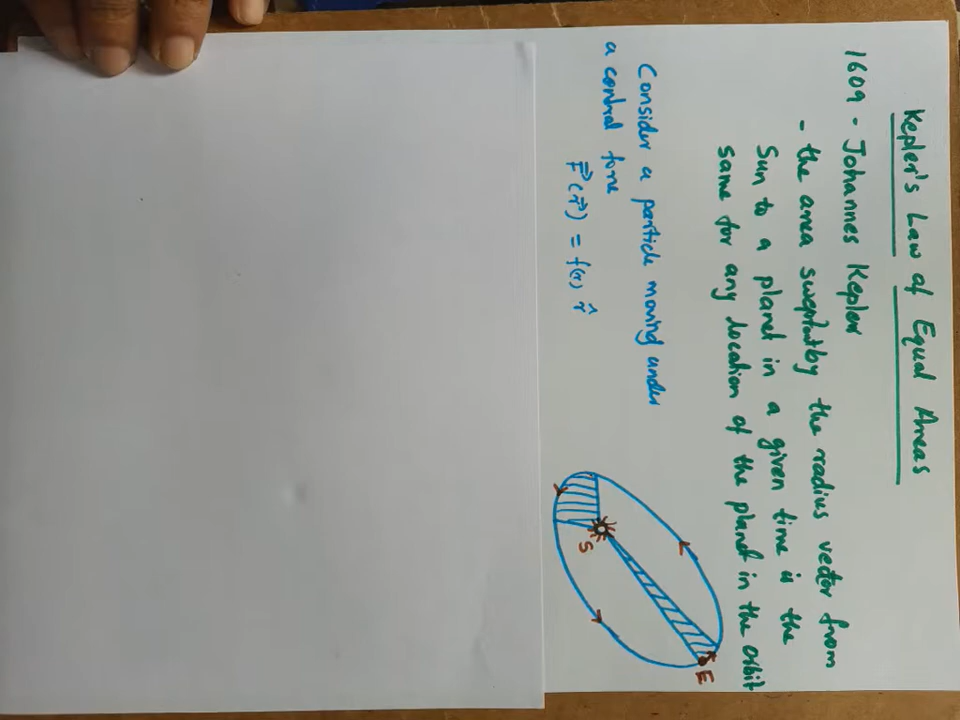 Kepler's Law of Equal Areas
1609 - Johannes Kepler
- the area swept by the radius vector from
Sun to a planet in a given time is the
same for any location of the planet in the orbit
Consider a particle moving under
a central force
F⃗(r⃗) = f(r) r̂
S
E